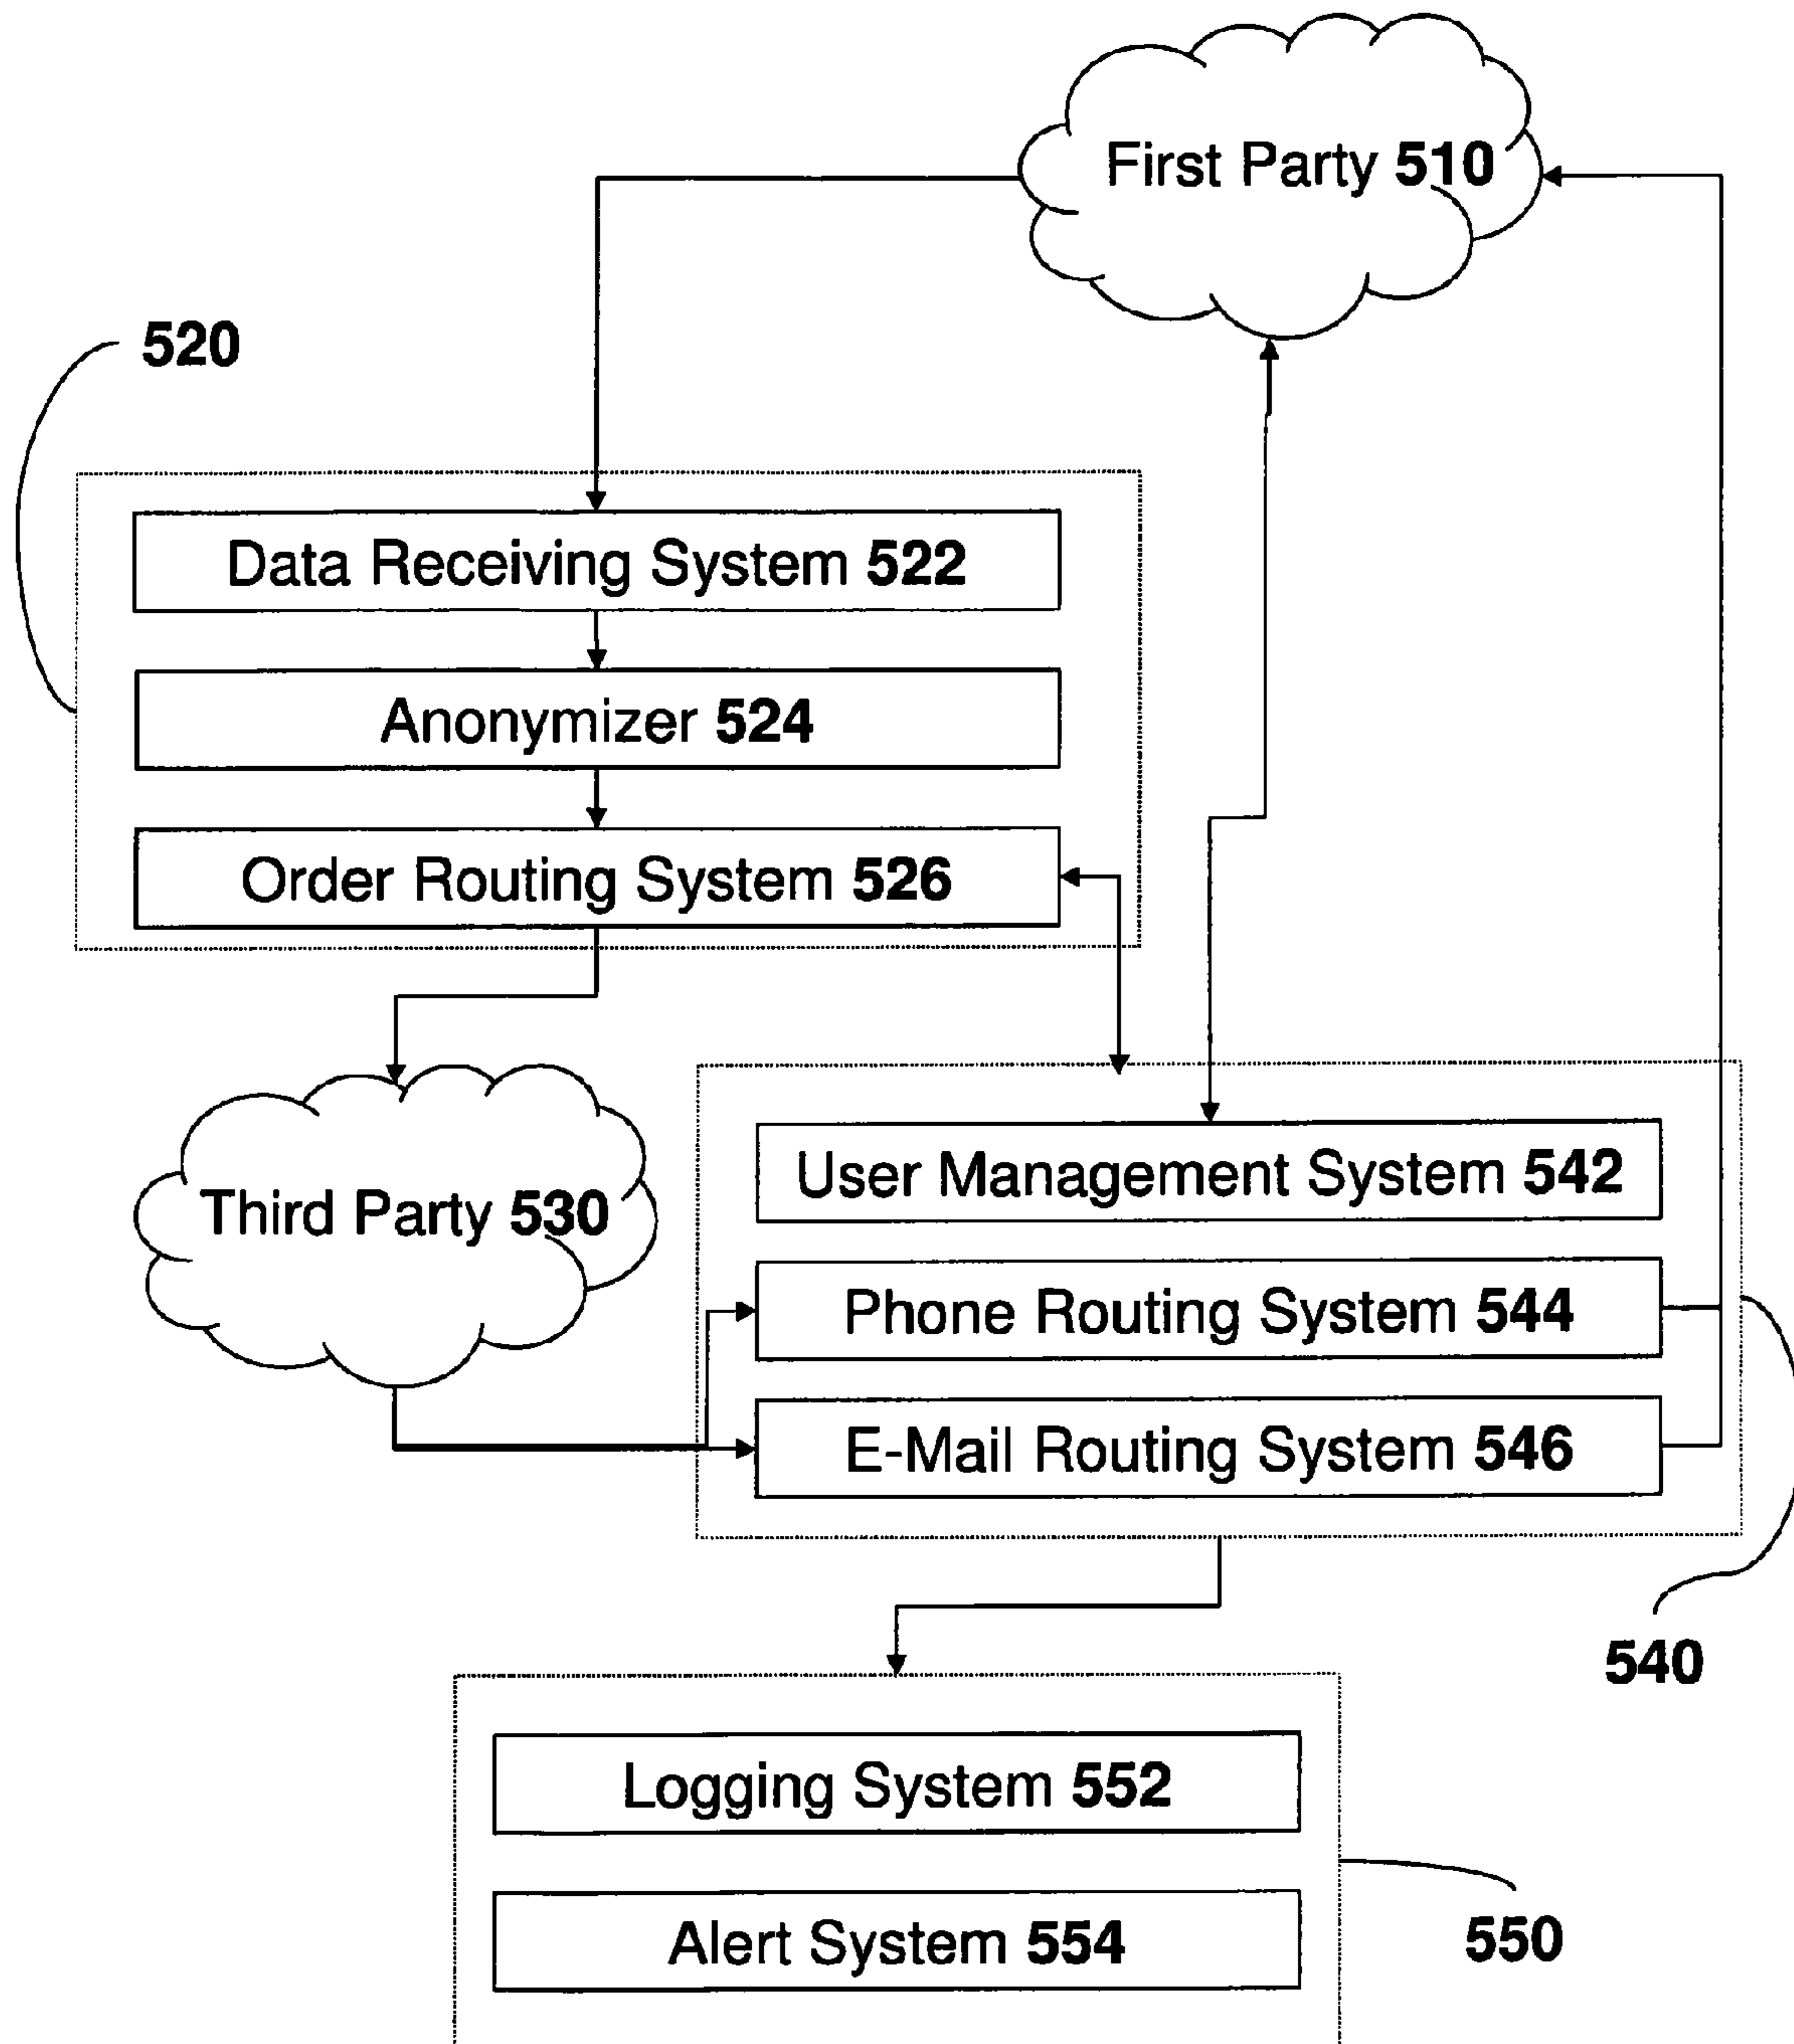 First Party 510
520
Data Receiving System 522
Anonymizer 524
Order Routing System 526
Third Party 530
User Management System 542
Phone Routing System 544
E-Mail Routing System 546
540
Logging System 552
Alert System 554
550